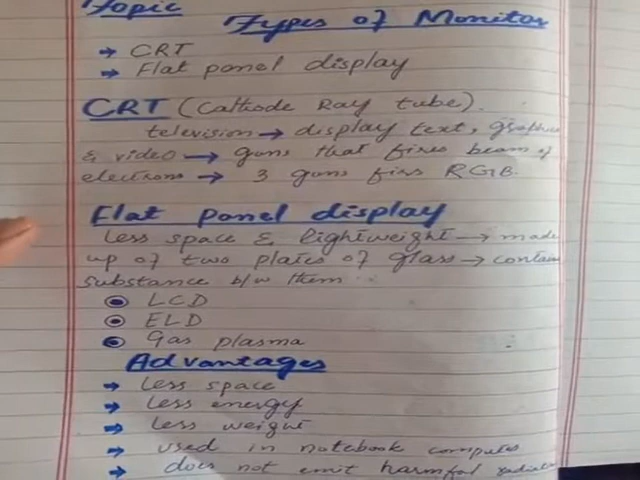 Topic
Types of Monitor
→ CRT
→ Flat panel display
CRT (Cathode Ray tube).
television → display text, graphics
& video → guns that fires beam of
electrons → 3 guns fires RGB.
Flat panel display
Less space & lightweight → made
up of two plates of glass → contain
substance b/w them
LCD
ELD
Gas plasma
Advantages
→ Less space
→ Less energy
→ Less weight
→ used in notebook computer
→ does not emit harmful radiation